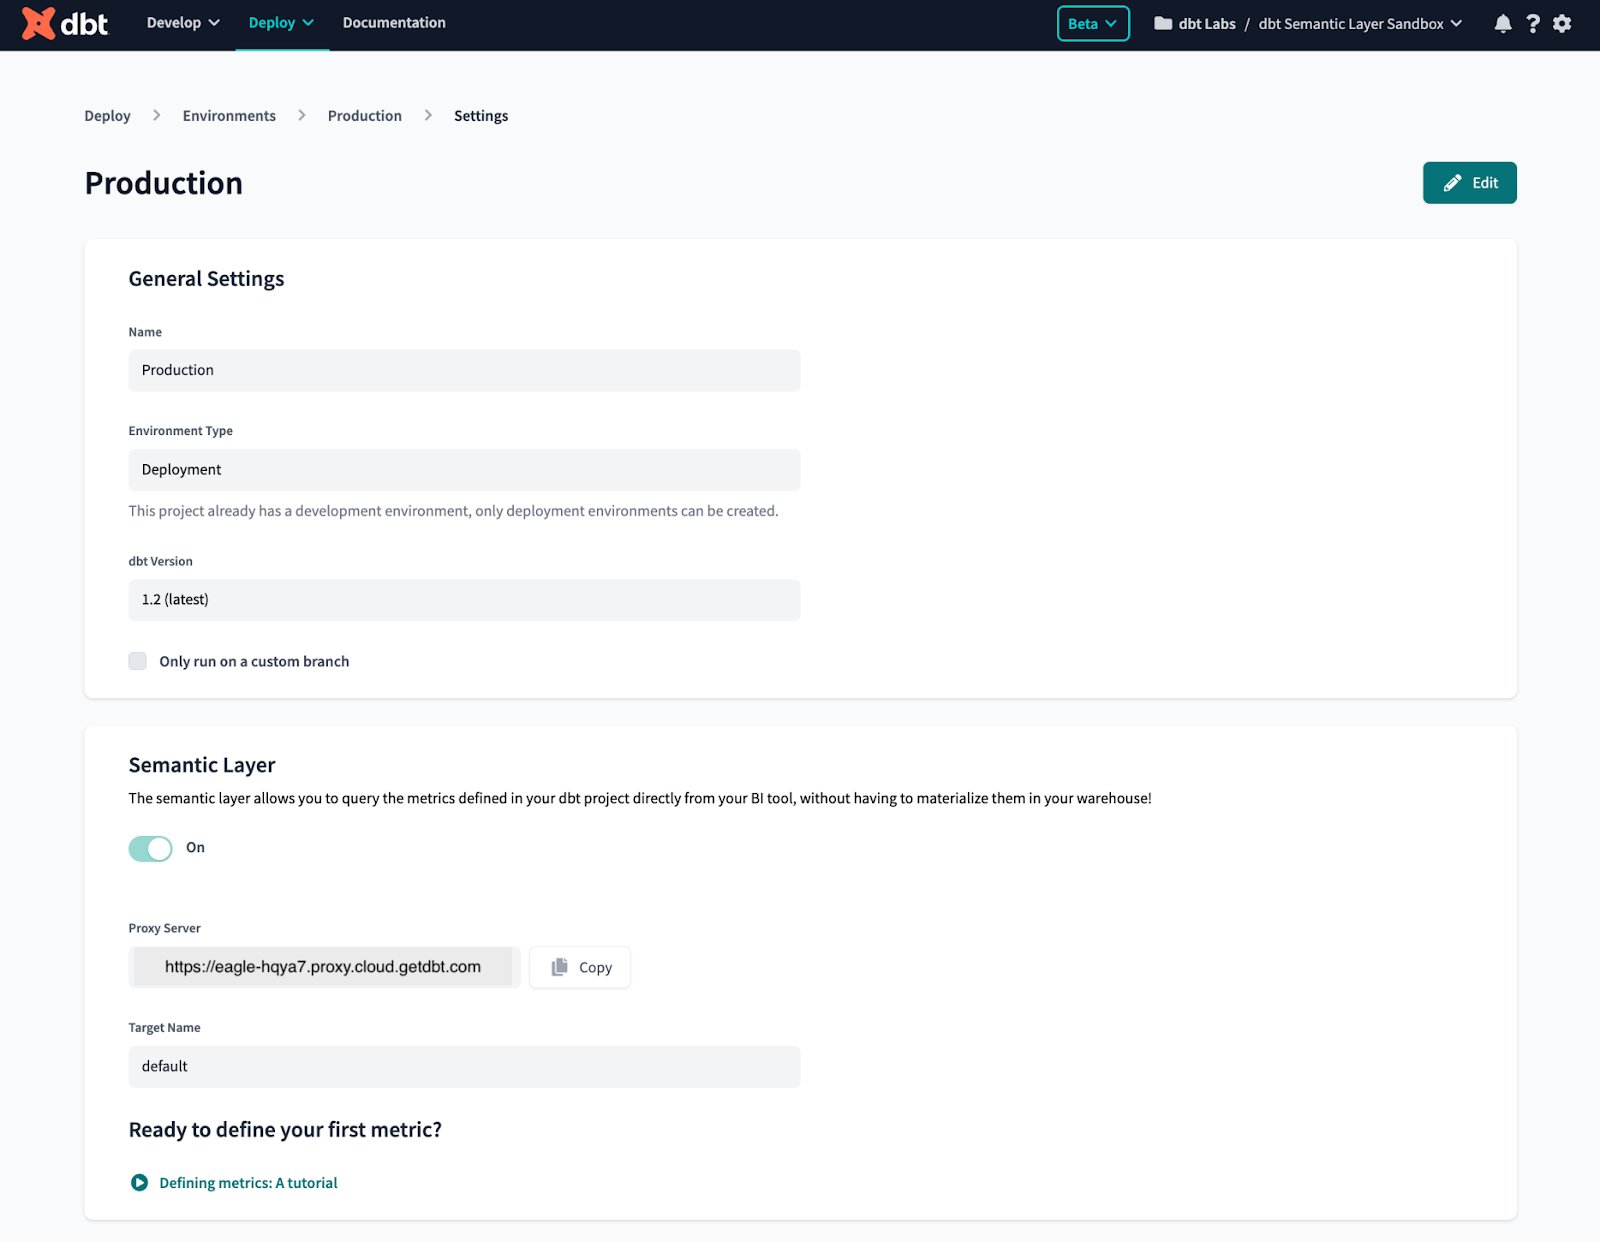 dbt Develop Deploy Documentation Beta dbt Labs / dbt Semantic Layer Sandbox ?
Deploy Environments Production Settings
Production Edit
General Settings
Name
Production
Environment Type
Deployment
This project already has a development environment, only deployment environments can be created.
dbt Version
1.2 (latest)
Only run on a custom branch
Semantic Layer
The semantic layer allows you to query the metrics defined in your dbt project directly from your BI tool, without having to materialize them in your warehouse!
On
Proxy Server
https://eagle-hqya7.proxy.cloud.getdbt.com Copy
Target Name
default
Ready to define your first metric?
Defining metrics: A tutorial